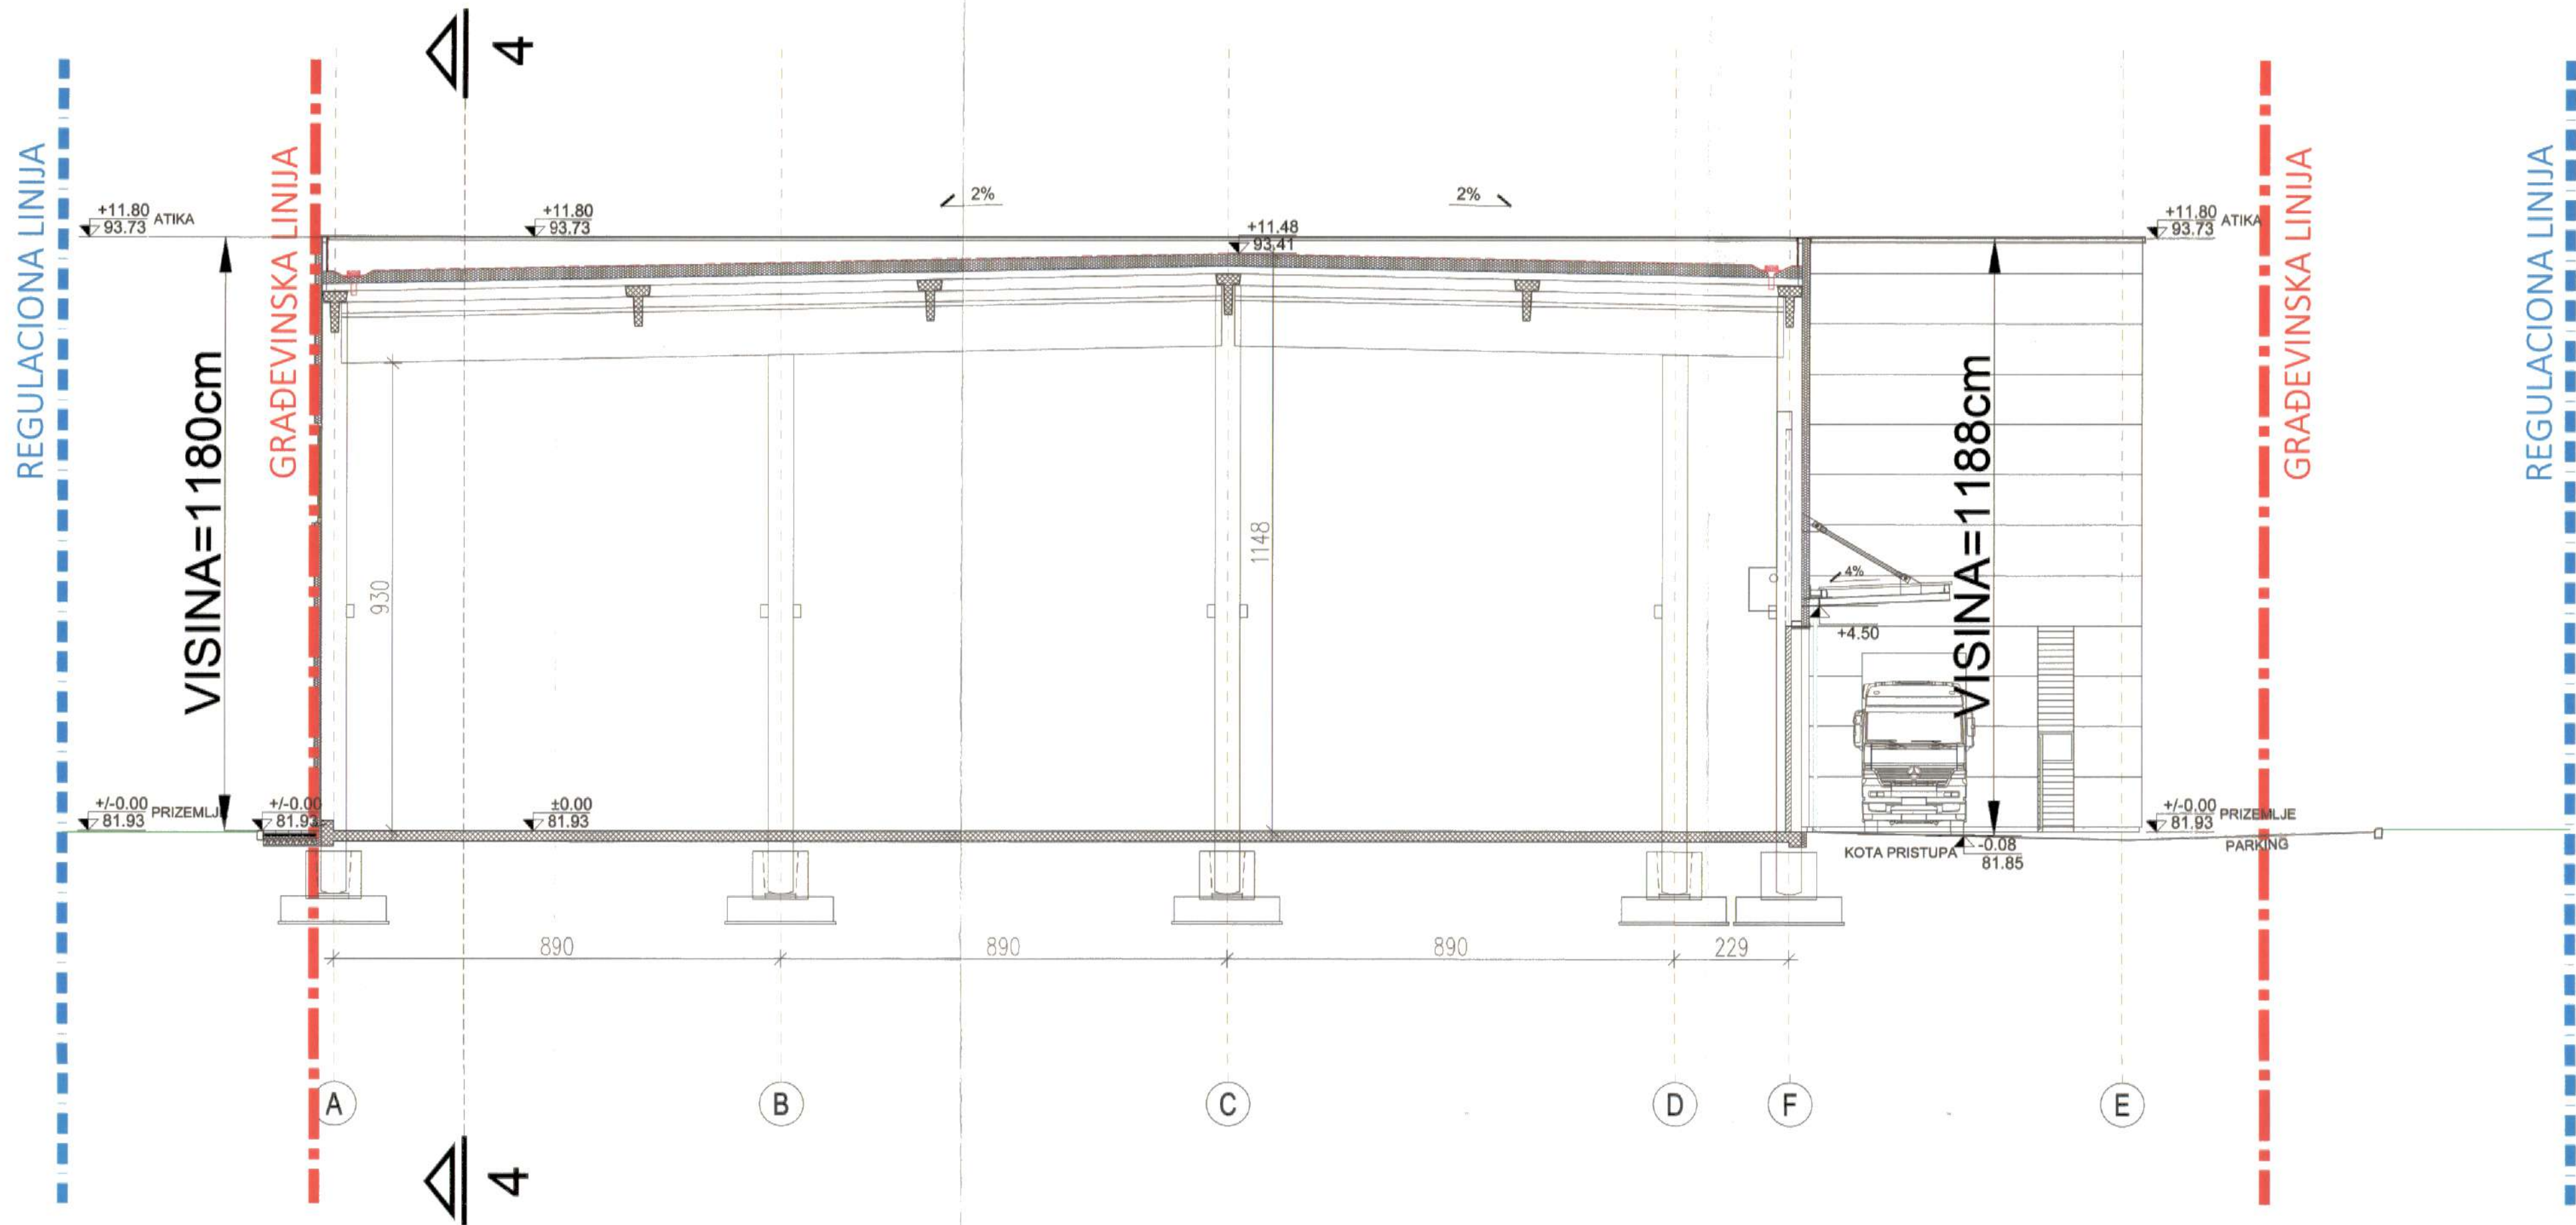 4
REGULACIONA LINIJA
GRAĐEVINSKA LINIJA
GRAĐEVINSKA LINIJA
REGULACIONA LINIJA
2%
2%
+11.80 ATIKA
93.73
+11.80
93.73
+11.48
93.41
+11.80 ATIKA
93.73
VISINA=1180cm
930
1148
VISINA=1188cm
4%
+4.50
+/-0.00 PRIZEMLJE
81.93
+/-0.00
81.93
±0.00
81.93
+/-0.00 PRIZEMLJE
81.93
PARKING
KOTA PRISTUPA -0.08
81.85
890
890
890
229
A
B
C
D
F
E
4